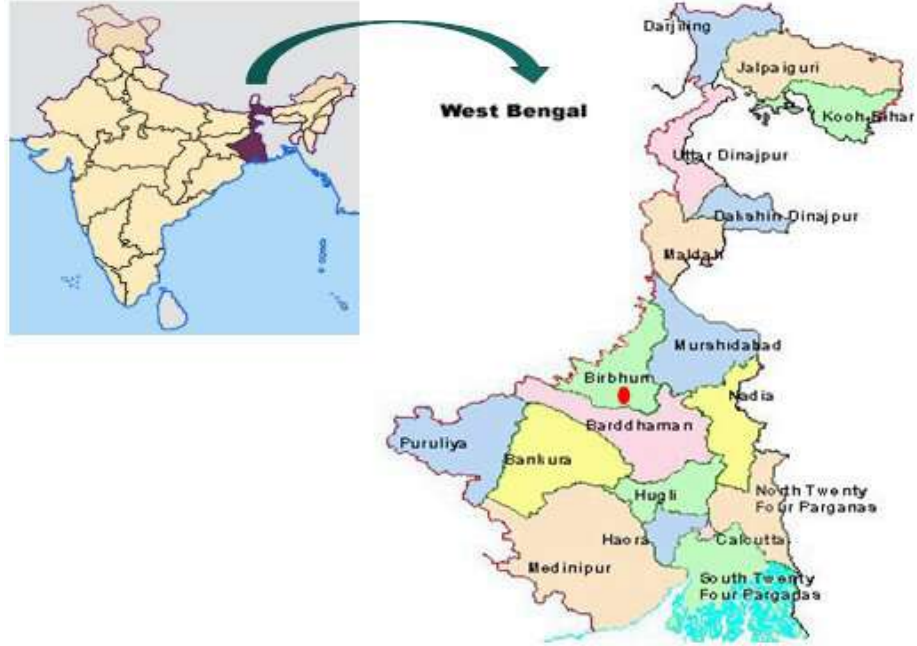 Darjiling
Jalpaiguri
West Bengal
Kooh Bihar
Uttar Dinajpur
Dakshin Dinajpur
Maldah
Murshidabad
Birbhum
Nadia
Barddhaman
Puruliya
Bankura
Hugli
North Twenty
Four Parganas
Haora
Calcutta
Medinipur
South Twenty
Four Parganas